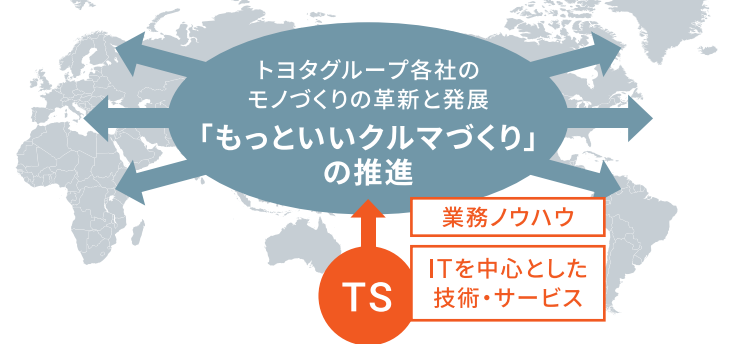 トヨタグループ各社の
モノづくりの革新と発展
「もっといいクルマづくり」
の推進
業務ノウハウ
TS
ITを中心とした
技術・サービス